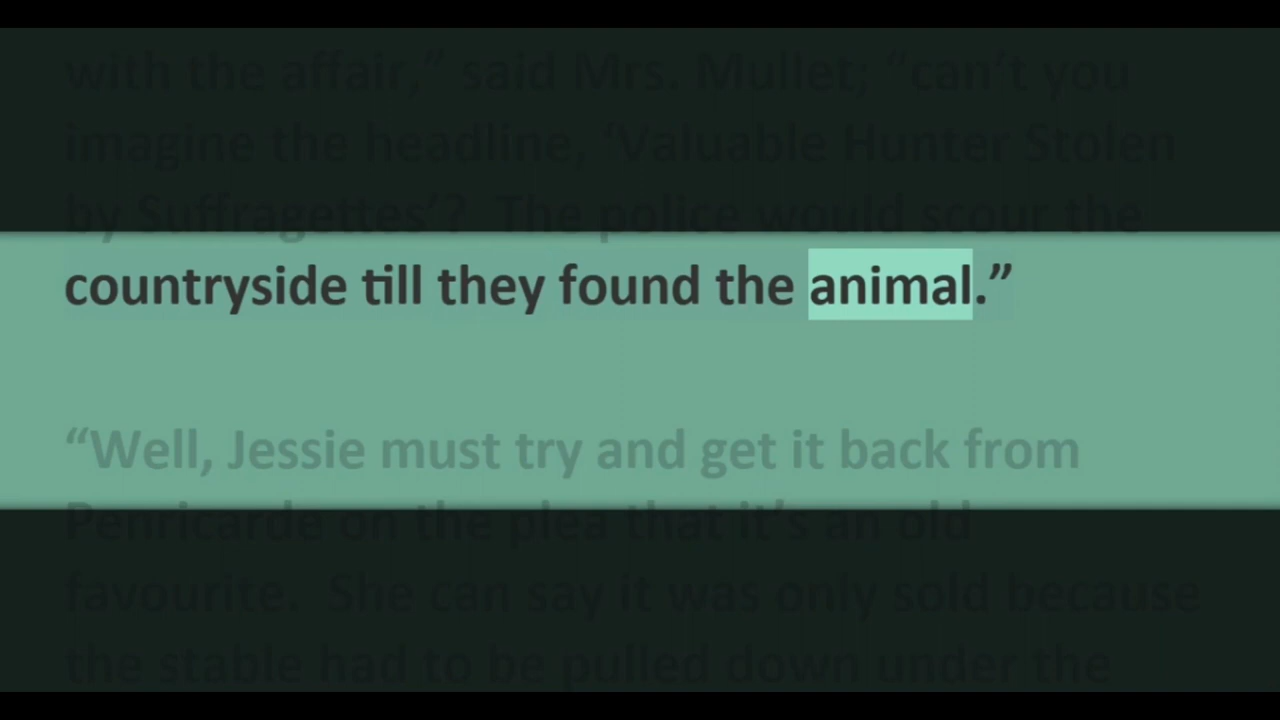 with the affair,” said Mrs. Mullet; “can’t you
imagine the headline, ‘Valuable Hunter Stolen
by Suffragettes’?  The police would scour the
countryside till they found the animal.”
“Well, Jessie must try and get it back from
Penricarde on the plea that it’s an old
favourite.  She can say it was only sold because
the stable had to be pulled down under the